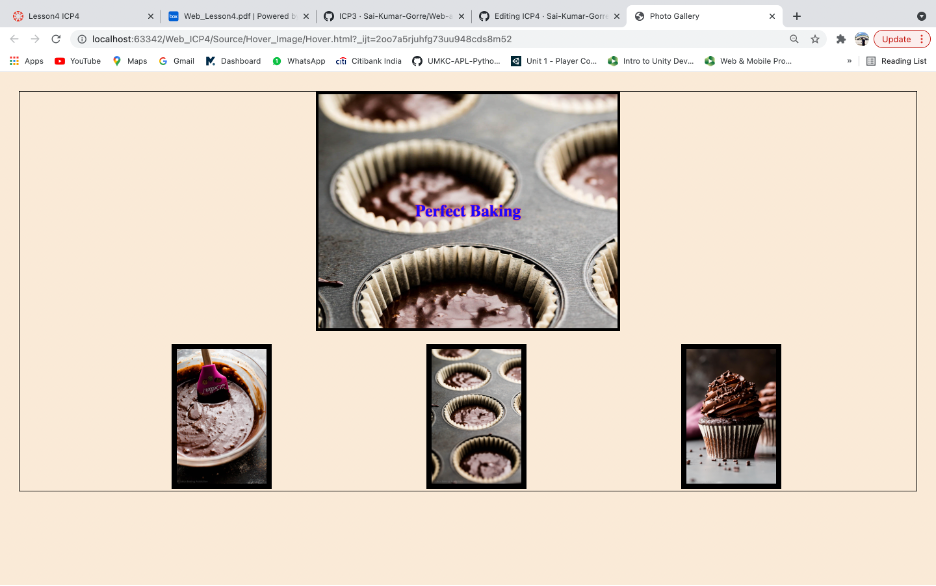 Lesson4 ICP4
Web_Lesson4.pdf | Powered b
ICP3 · Sai-Kumar-Gorre/Web-a
Editing ICP4 · Sai-Kumar-Gorr
Photo Gallery
localhost:63342/Web_ICP4/Source/Hover_Image/Hover.html?_ijt=2oo7a5rjuhfg73uu948cds8m52
Update
Apps
YouTube
Maps
Gmail
Dashboard
WhatsApp
citi Citibank India
UMKC-APL-Pytho...
Unit 1 - Player Co...
Intro to Unity Dev...
Web & Mobile Pro...
»
Reading List
Perfect Baking